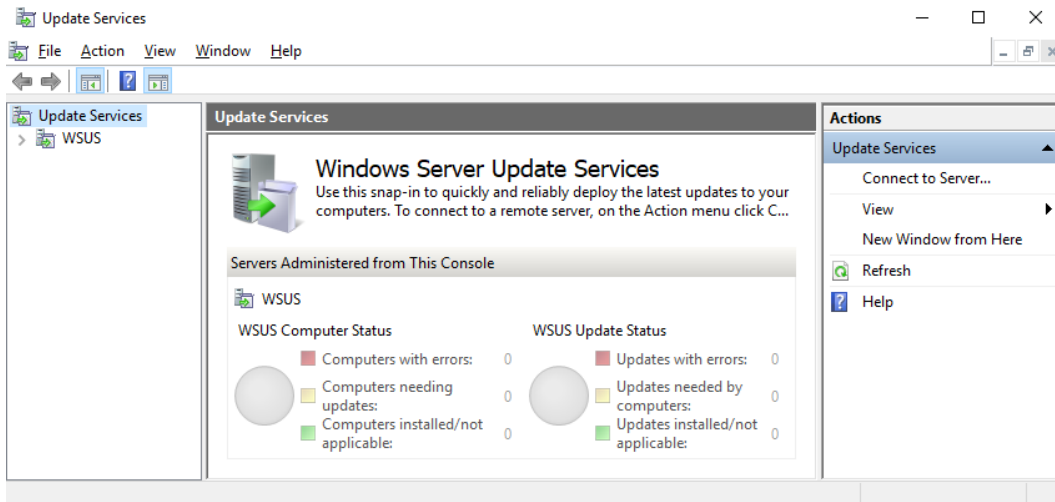 Update Services
File Action View Window Help
Update Services
WSUS
Update Services
Windows Server Update Services
Use this snap-in to quickly and reliably deploy the latest updates to your
computers. To connect to a remote server, on the Action menu click C...
Servers Administered from This Console
WSUS
WSUS Computer Status
Computers with errors: 0
Computers needing
updates: 0
Computers installed/not
applicable: 0
WSUS Update Status
Updates with errors: 0
Updates needed by
computers: 0
Updates installed/not
applicable: 0
Actions
Update Services
Connect to Server...
View
New Window from Here
Refresh
? Help